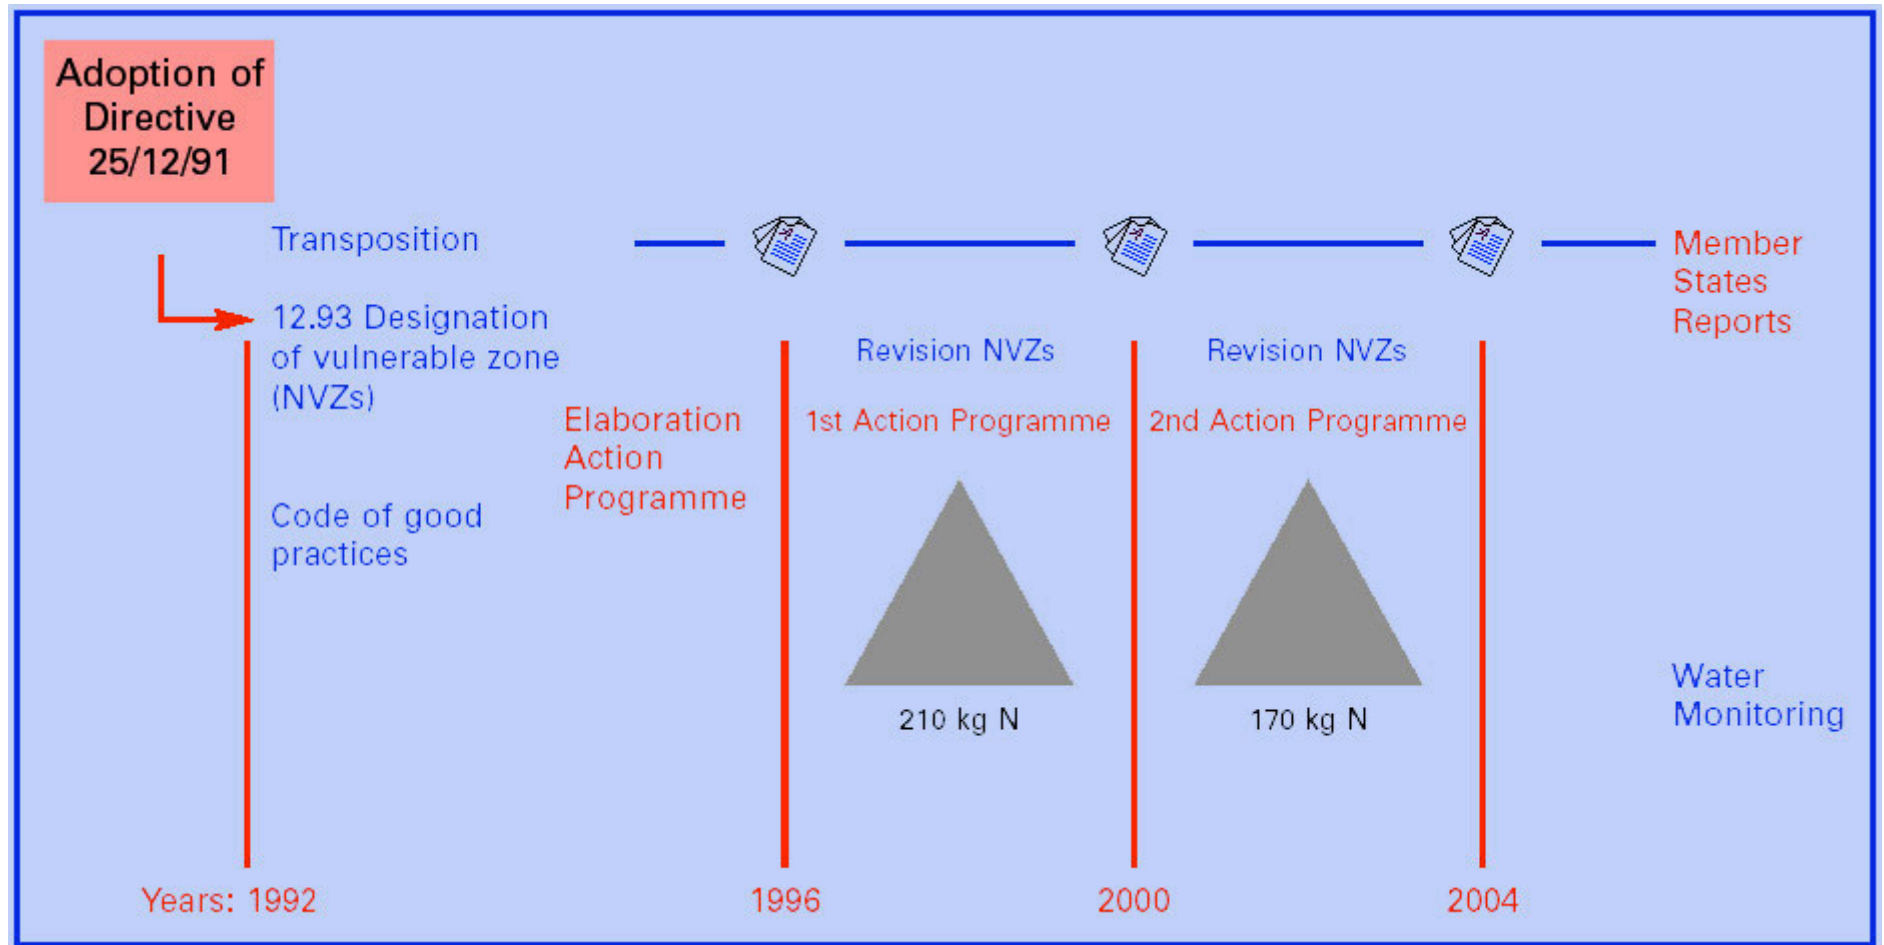 Adoption of
Directive
25/12/91
Transposition
Member
States
Reports
12.93 Designation
of vulnerable zone
(NVZs)
Revision NVZs
Revision NVZs
Elaboration
Action
Programme
1st Action Programme
2nd Action Programme
Code of good
practices
210 kg N
170 kg N
Water
Monitoring
Years: 1992
1996
2000
2004